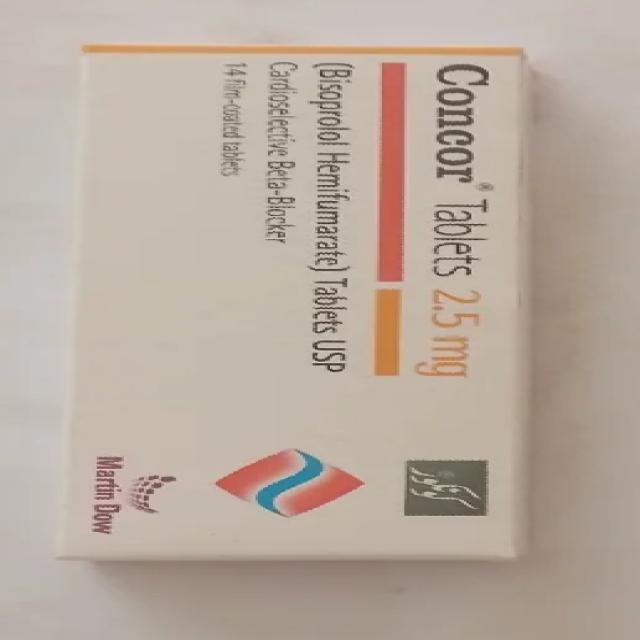 Concor® Tablets 2.5 mg
(Bisoprolol Hemifumarate) Tablets USP
Cardioselective Beta-Blocker
14 film-coated tablets
Martin Dow